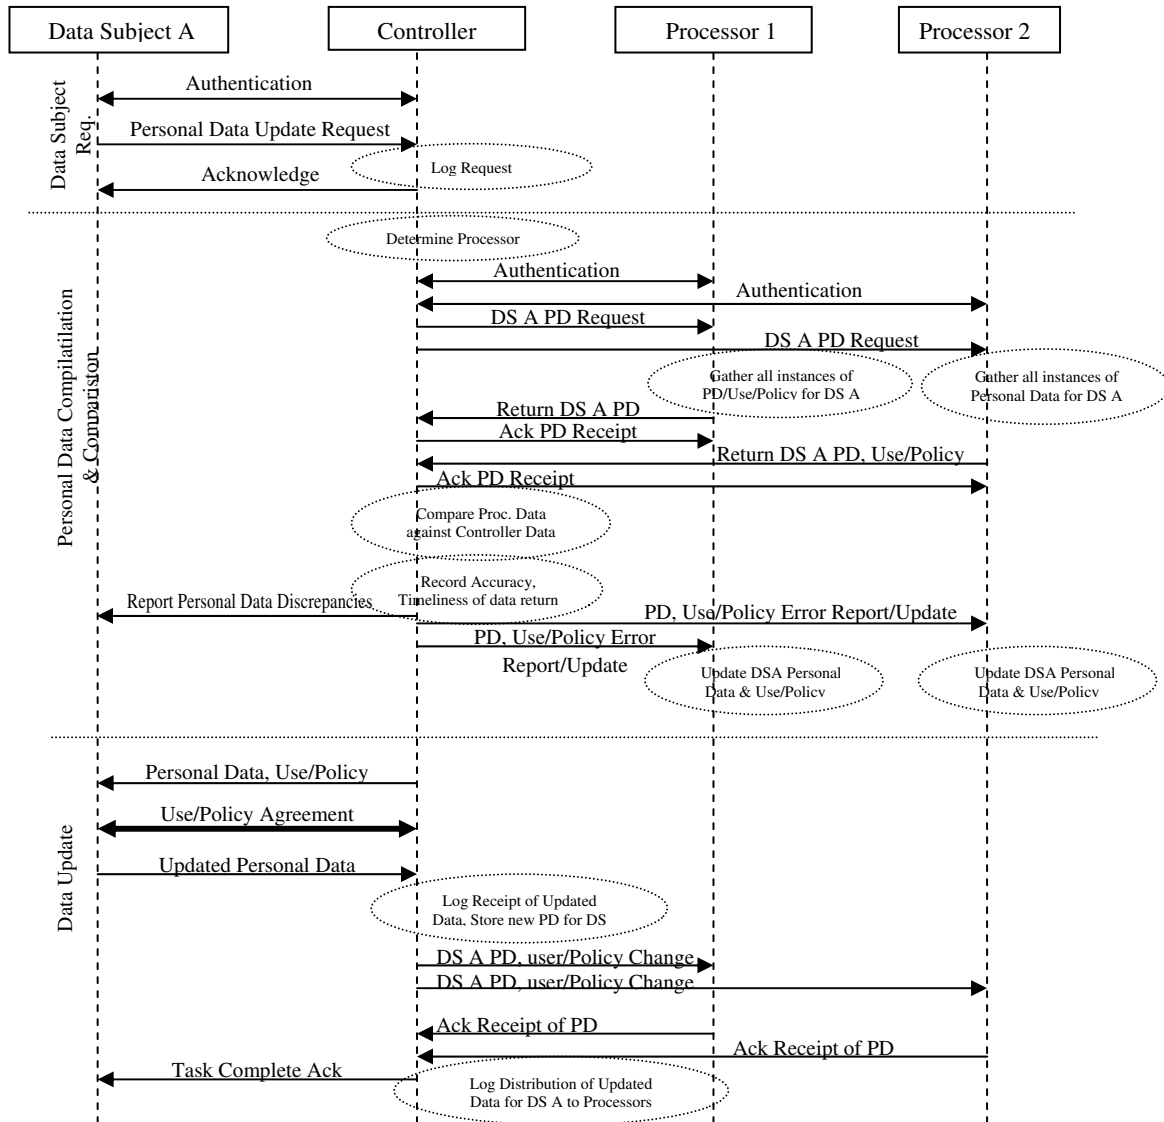 Data Subject A
Controller
Processor 1
Processor 2
Data Subject
Req.
Authentication
Personal Data Update Request
Log Request
Acknowledge
Personal Data Compilatilation
& Compariston
Determine Processor
Authentication
Authentication
DS A PD Request
DS A PD Request
Gather all instances of
PD/Use/Policy for DS A
Gather all instances of
Personal Data for DS A
Return DS A PD
Ack PD Receipt
Return DS A PD, Use/Policy
Ack PD Receipt
Compare Proc. Data
against Controller Data
Record Accuracy,
Timeliness of data return
Report Personal Data Discrepancies
PD, Use/Policy Error Report/Update
PD, Use/Policy Error
Report/Update
Update DSA Personal
Data & Use/Policy
Update DSA Personal
Data & Use/Policy
Data Update
Personal Data, Use/Policy
Use/Policy Agreement
Updated Personal Data
Log Receipt of Updated
Data, Store new PD for DS
DS A PD, user/Policy Change
DS A PD, user/Policy Change
Ack Receipt of PD
Ack Receipt of PD
Task Complete Ack
Log Distribution of Updated
Data for DS A to Processors